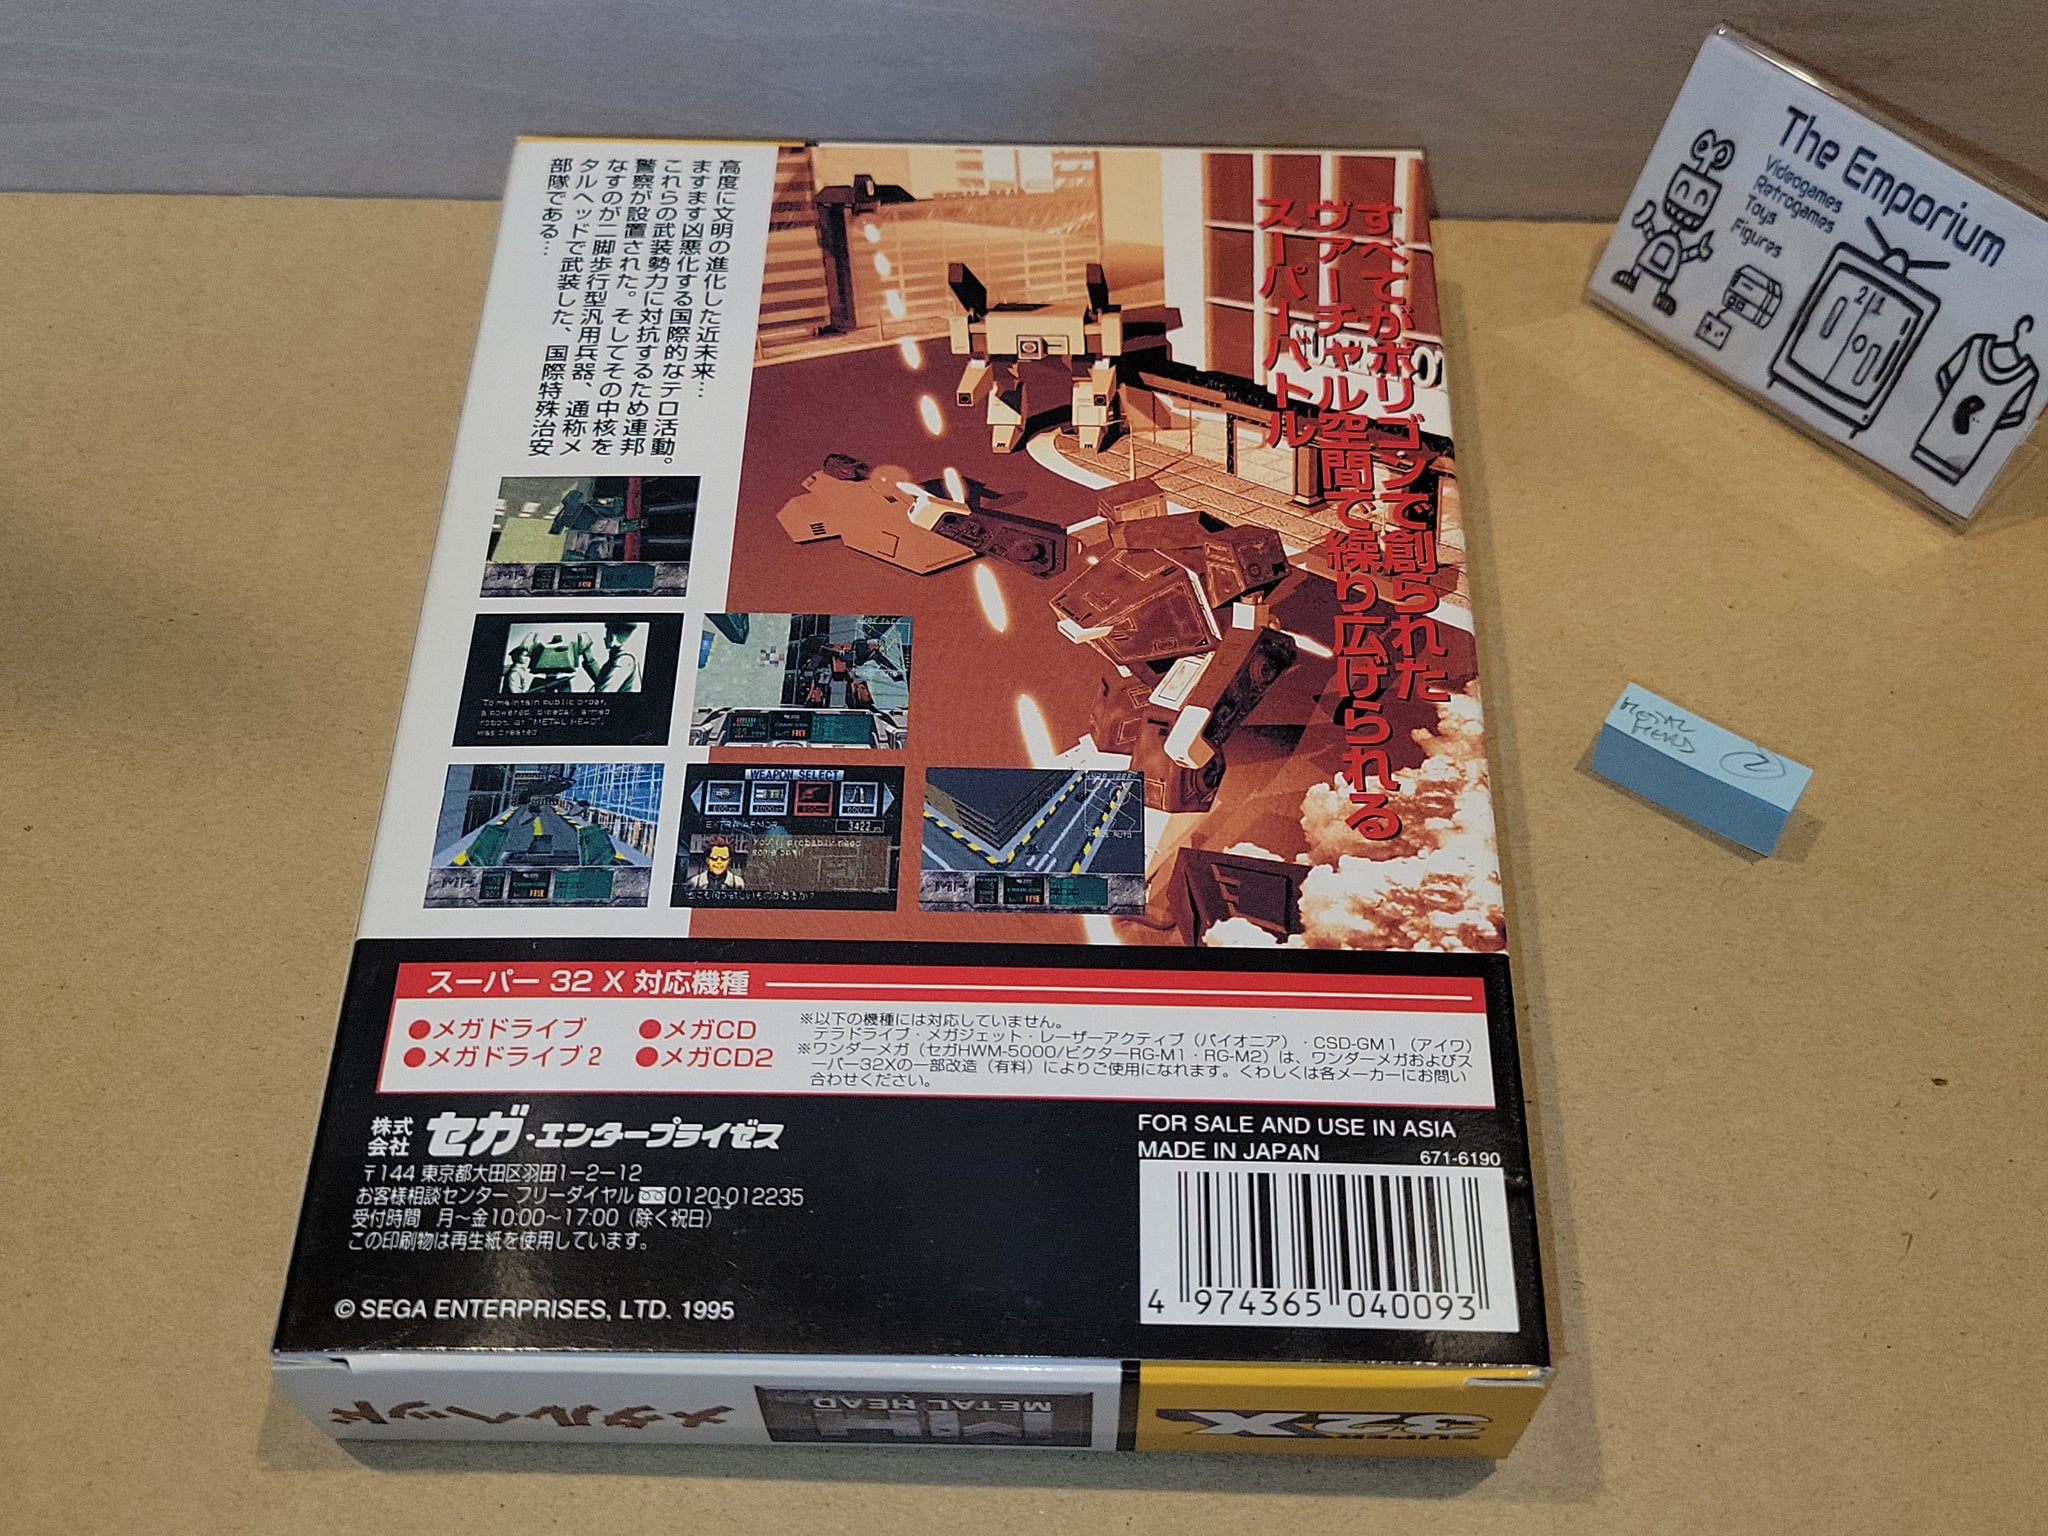 すべてがポリゴンで創られた
ヴァーチャル空間で繰り広げられる
スーパーバトル
高度に文明の進化した近未来…
ますます凶悪化する国際的なテロ活動。
これらの武装勢力に対抗するため連邦
警察が設置された。そしてその中核を
なすのが二脚歩行型汎用兵器、通称メ
タルヘッドで武装した、国際特殊治安
部隊である…
To maintain public order,
a powered, bipedal, armed
robot, or "METAL HEAD",
was created
WEAPON SELECT
3422
You'll probably need
some opal
スーパー 32 X 対応機種
●メガドライブ
●メガドライブ 2
●メガCD
●メガCD2
※以下の機種には対応していません。
テラドライブ・メガジェット・レーザーアクティブ（パイオニア）・CSD-GM1（アイワ）
※ワンダーメガ（セガHWM-5000/ビクターRG-M1・RG-M2）は、ワンダーメガおよびス
ーパー32Xの一部改造（有料）によりご使用になれます。くわしくは各メーカーにお問い
合わせください。
株式会社 セガ・エンタープライゼス
〒144 東京都大田区羽田1−2−12
お客様相談センター フリーダイヤル 0120-012235
受付時間 月〜金10:00〜17:00（除く祝日）
この印刷物は再生紙を使用しています。
© SEGA ENTERPRISES, LTD. 1995
FOR SALE AND USE IN ASIA
MADE IN JAPAN
671-6190
4 974365 040093
メタルヘッド
METAL HEAD
SUPER 32X
The Emporium
Videogames
Retrogames
Toys
Figures
21
METAL
HEAD
2